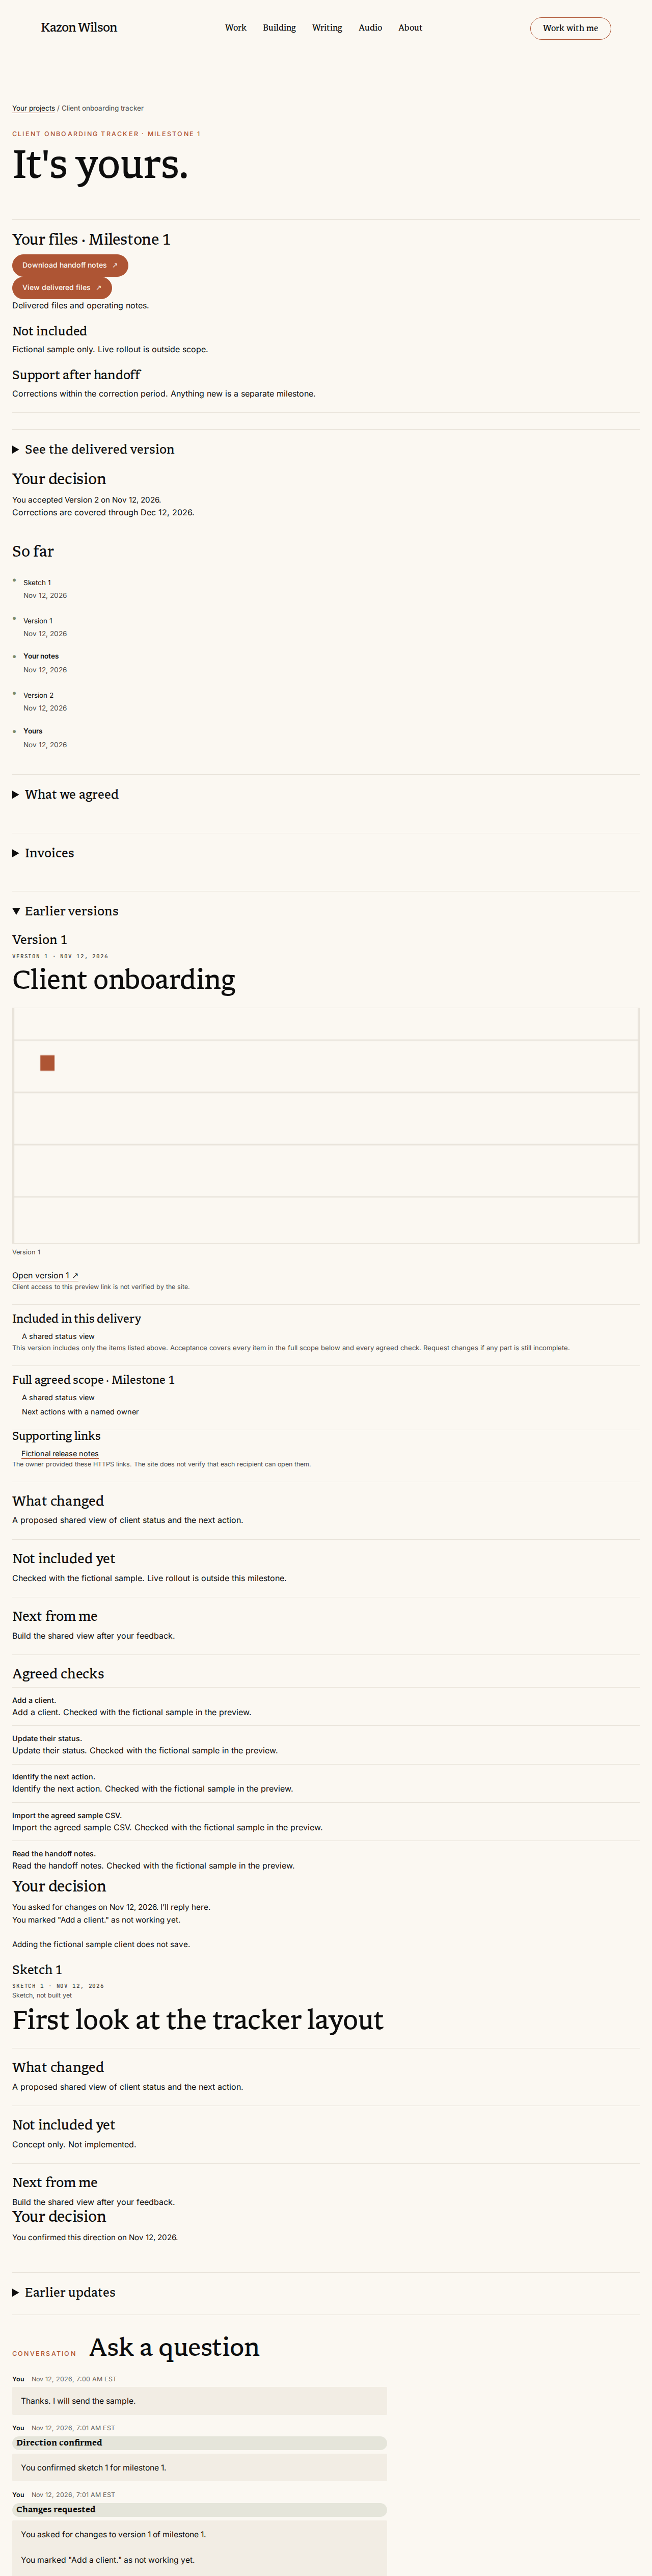 Kazon Wilson
Work Building Writing Audio About
Work with me
Your projects / Client onboarding tracker
CLIENT ONBOARDING TRACKER · MILESTONE 1
It's yours.
Your files · Milestone 1
Download handoff notes ↗
View delivered files ↗
Delivered files and operating notes.
Not included
Fictional sample only. Live rollout is outside scope.
Support after handoff
Corrections within the correction period. Anything new is a separate milestone.
See the delivered version
Your decision
You accepted Version 2 on Nov 12, 2026.
Corrections are covered through Dec 12, 2026.
So far
Sketch 1
Nov 12, 2026
Version 1
Nov 12, 2026
Your notes
Nov 12, 2026
Version 2
Nov 12, 2026
Yours
Nov 12, 2026
What we agreed
Invoices
Earlier versions
Version 1
VERSION 1 · NOV 12, 2026
Client onboarding
Version 1
Open version 1 ↗
Client access to this preview link is not verified by the site.
Included in this delivery
A shared status view
This version includes only the items listed above. Acceptance covers every item in the full scope below and every agreed check. Request changes if any part is still incomplete.
Full agreed scope · Milestone 1
A shared status view
Next actions with a named owner
Supporting links
Fictional release notes
The owner provided these HTTPS links. The site does not verify that each recipient can open them.
What changed
A proposed shared view of client status and the next action.
Not included yet
Checked with the fictional sample. Live rollout is outside this milestone.
Next from me
Build the shared view after your feedback.
Agreed checks
Add a client.
Add a client. Checked with the fictional sample in the preview.
Update their status.
Update their status. Checked with the fictional sample in the preview.
Identify the next action.
Identify the next action. Checked with the fictional sample in the preview.
Import the agreed sample CSV.
Import the agreed sample CSV. Checked with the fictional sample in the preview.
Read the handoff notes.
Read the handoff notes. Checked with the fictional sample in the preview.
Your decision
You asked for changes on Nov 12, 2026. I'll reply here.
You marked "Add a client." as not working yet.
Adding the fictional sample client does not save.
Sketch 1
SKETCH 1 · NOV 12, 2026
Sketch, not built yet
First look at the tracker layout
What changed
A proposed shared view of client status and the next action.
Not included yet
Concept only. Not implemented.
Next from me
Build the shared view after your feedback.
Your decision
You confirmed this direction on Nov 12, 2026.
Earlier updates
CONVERSATION Ask a question
You Nov 12, 2026, 7:00 AM EST
Thanks. I will send the sample.
You Nov 12, 2026, 7:01 AM EST
Direction confirmed
You confirmed sketch 1 for milestone 1.
You Nov 12, 2026, 7:01 AM EST
Changes requested
You asked for changes to version 1 of milestone 1.
You marked "Add a client." as not working yet.